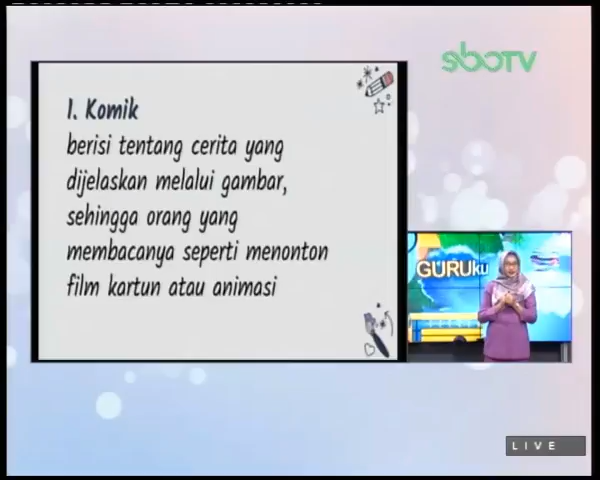 sboTV
1. Komik
berisi tentang cerita yang
dijelaskan melalui gambar,
sehingga orang yang
membacanya seperti menonton
film kartun atau animasi
GURUKU
LIVE